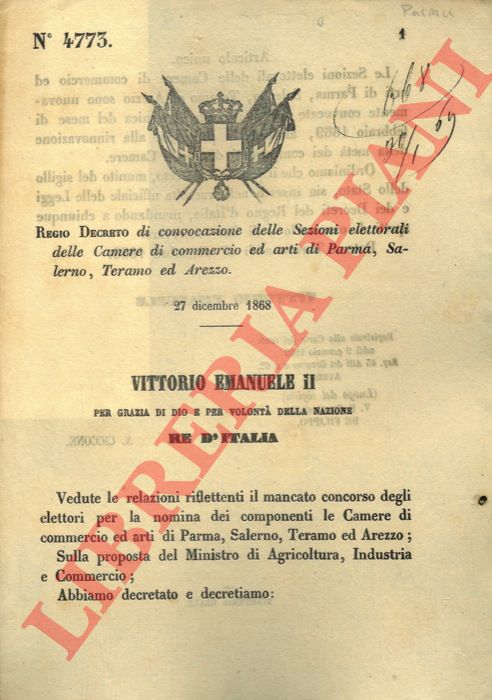 Parma
N° 4773.
1
REGIO DECRETO di convocazione delle Sezioni elettorali
delle Camere di commercio ed arti di Parma, Sa-
lerno, Teramo ed Arezzo.
27 dicembre 1868
VITTORIO EMANUELE II
PER GRAZIA DI DIO E PER VOLONTÀ DELLA NAZIONE
RE D'ITALIA
Vedute le relazioni riflettenti il mancato concorso degli
elettori per la nomina dei componenti le Camere di
commercio ed arti di Parma, Salerno, Teramo ed Arezzo;
Sulla proposta del Ministro di Agricoltura, Industria
e Commercio;
Abbiamo decretato e decretiamo:
LIBRERIA PIANI